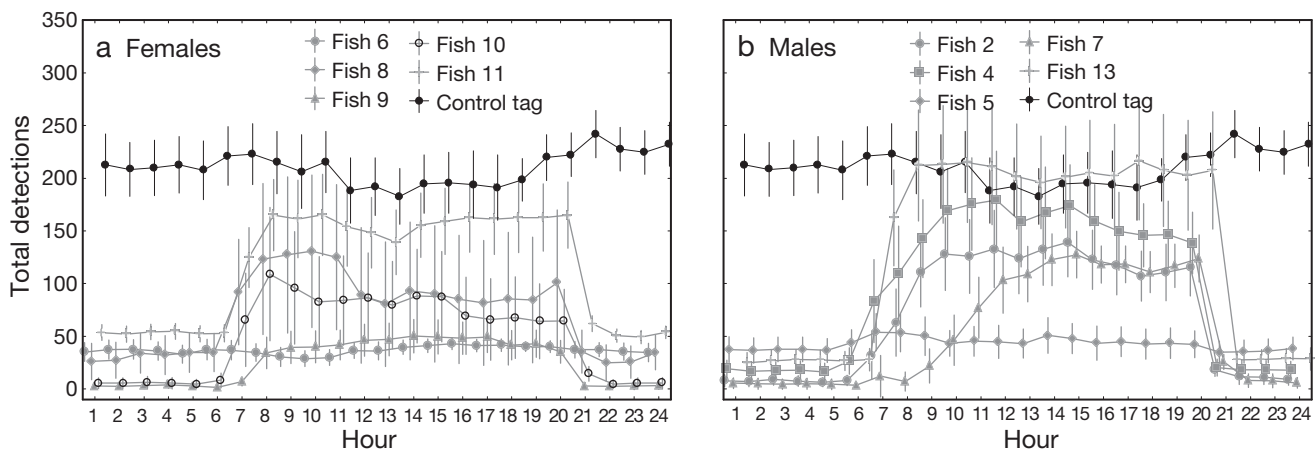 350
300
250
200
150
100
50
0
Total detections
a Females
Fish 6
Fish 8
Fish 9
Fish 10
Fish 11
Control tag
1 2 3 4 5 6 7 8 9 10 11 12 13 14 15 16 17 18 19 20 21 22 23 24
Hour
b Males
Fish 2
Fish 4
Fish 5
Fish 7
Fish 13
Control tag
1 2 3 4 5 6 7 8 9 10 11 12 13 14 15 16 17 18 19 20 21 22 23 24
Hour